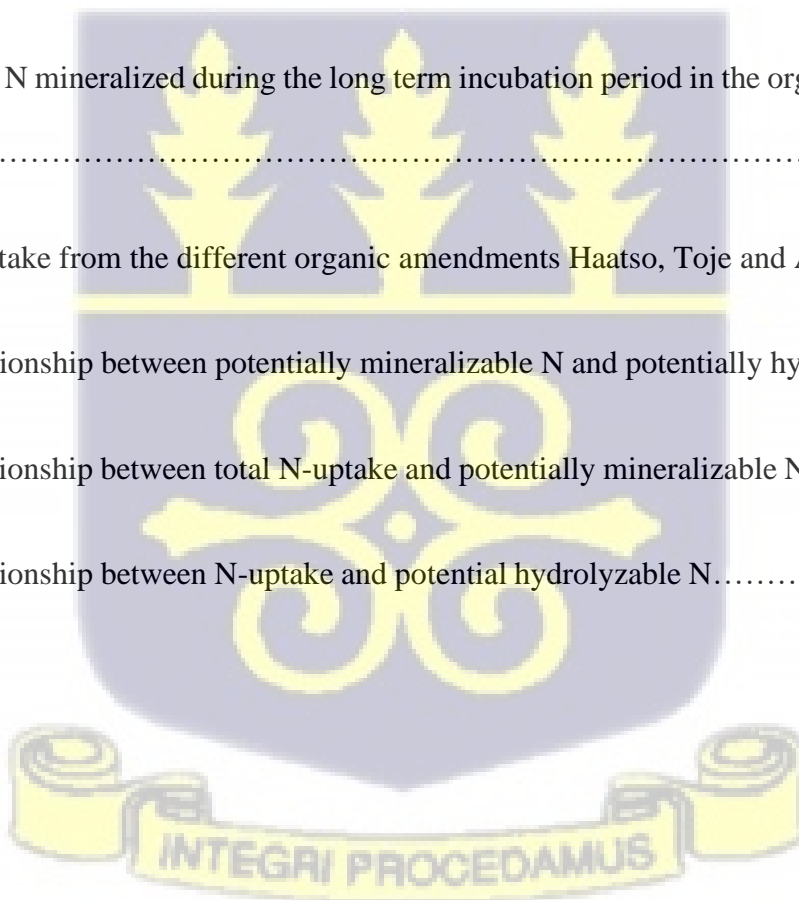 N mineralized during the long term incubation period in the org
……………………………………………………………………
take from the different organic amendments Haatso, Toje and A
ionship between potentially mineralizable N and potentially hy
ionship between total N-uptake and potentially mineralizable N
ionship between N-uptake and potential hydrolyzable N………
INTEGRI PROCEDAMUS